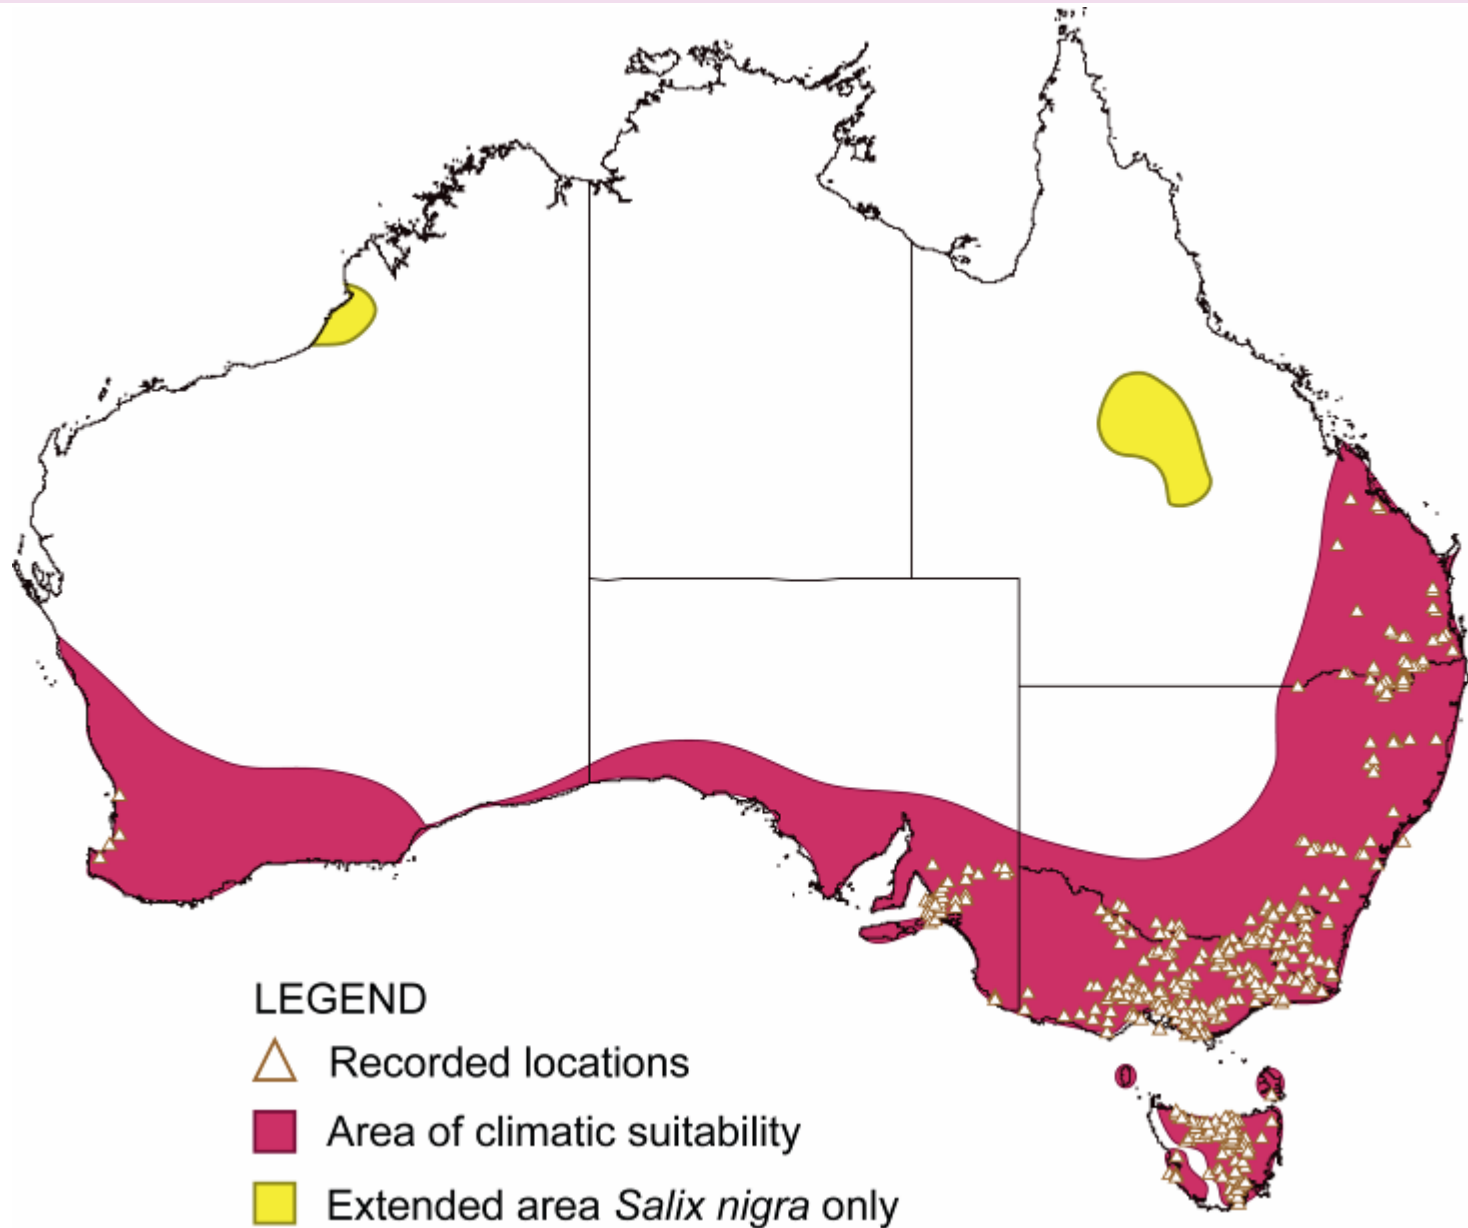 LEGEND
Recorded locations
Area of climatic suitability
Extended area Salix nigra only